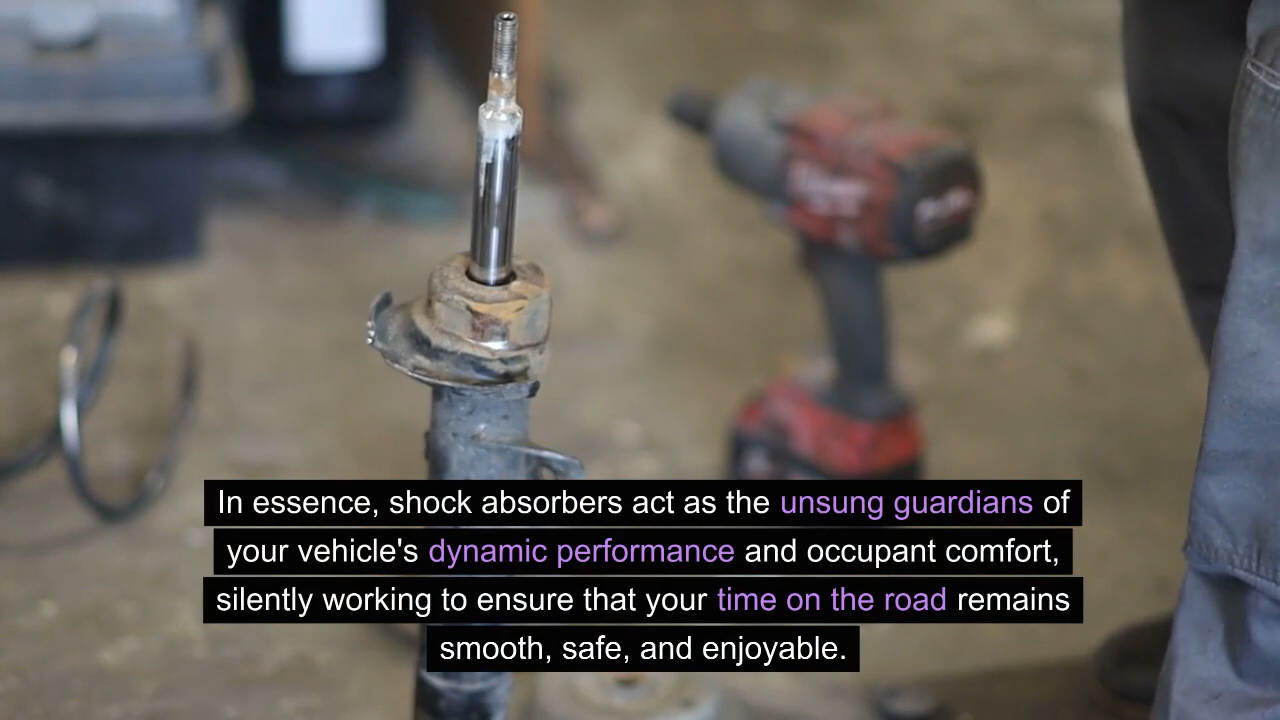 In essence, shock absorbers act as the unsung guardians of
your vehicle's dynamic performance and occupant comfort,
silently working to ensure that your time on the road remains
smooth, safe, and enjoyable.